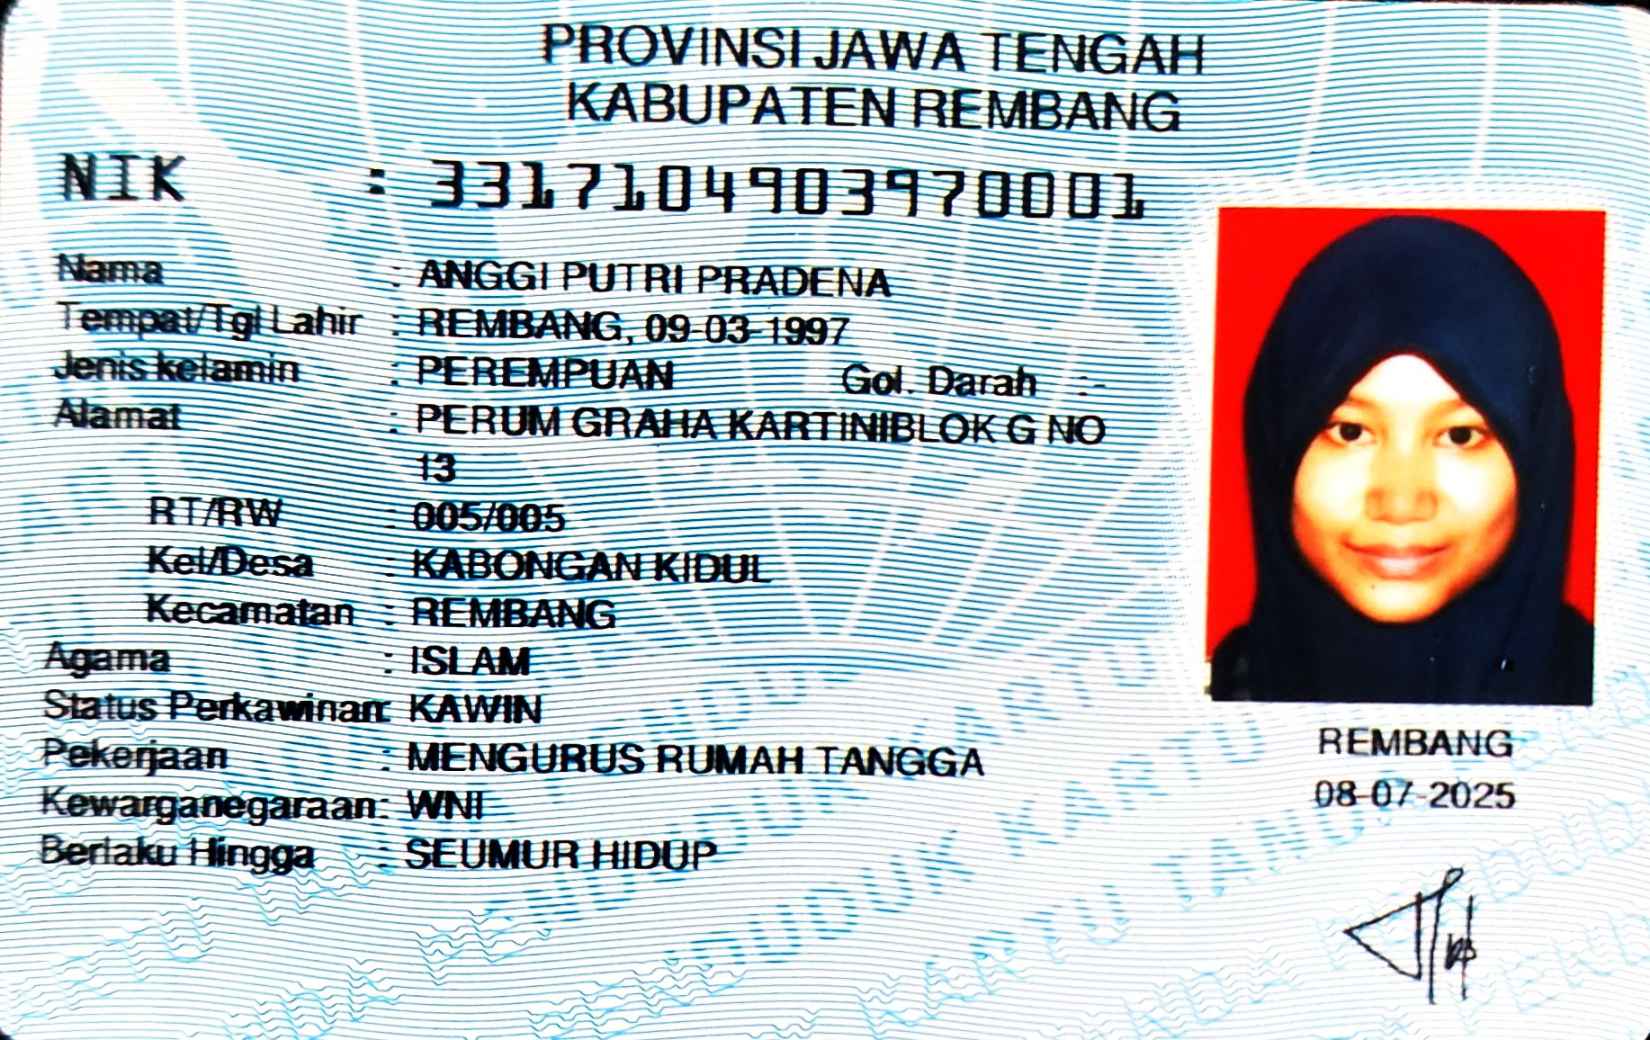 PROVINSI JAWA TENGAH
KABUPATEN REMBANG
NIK : 3317104903970001
Nama : ANGGI PUTRI PRADENA
Tempat/Tgl Lahir : REMBANG, 09-03-1997
Jenis kelamin : PEREMPUAN Gol. Darah :-
Alamat : PERUM GRAHA KARTINIBLOK G NO
13
RT/RW : 005/005
Kel/Desa : KABONGAN KIDUL
Kecamatan : REMBANG
Agama : ISLAM
Status Perkawinan: KAWIN
Pekerjaan : MENGURUS RUMAH TANGGA
Kewarganegaraan: WNI
Berlaku Hingga : SEUMUR HIDUP
REMBANG
08-07-2025